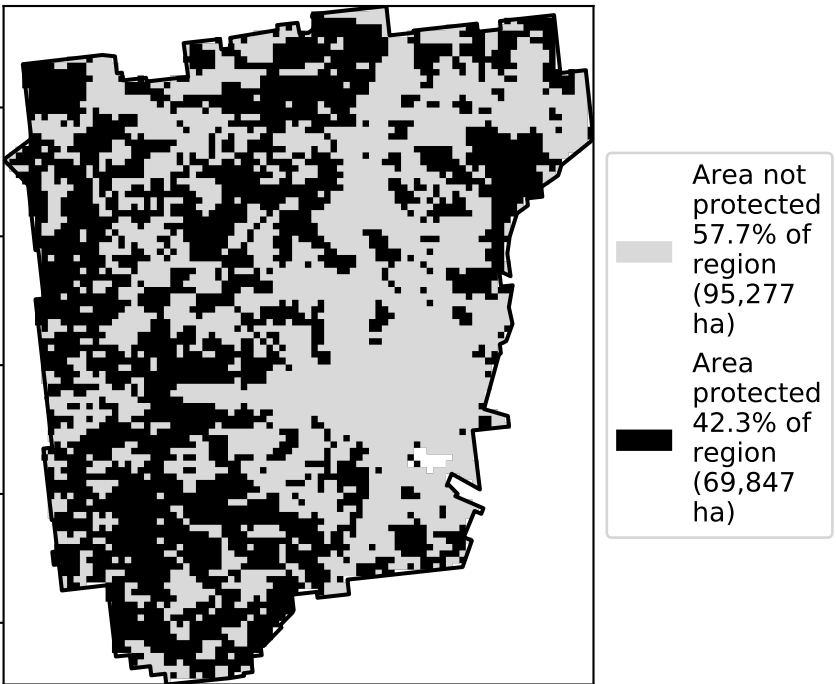 Area not
protected
57.7% of
region
(95,277
ha)
Area
protected
42.3% of
region
(69,847
ha)